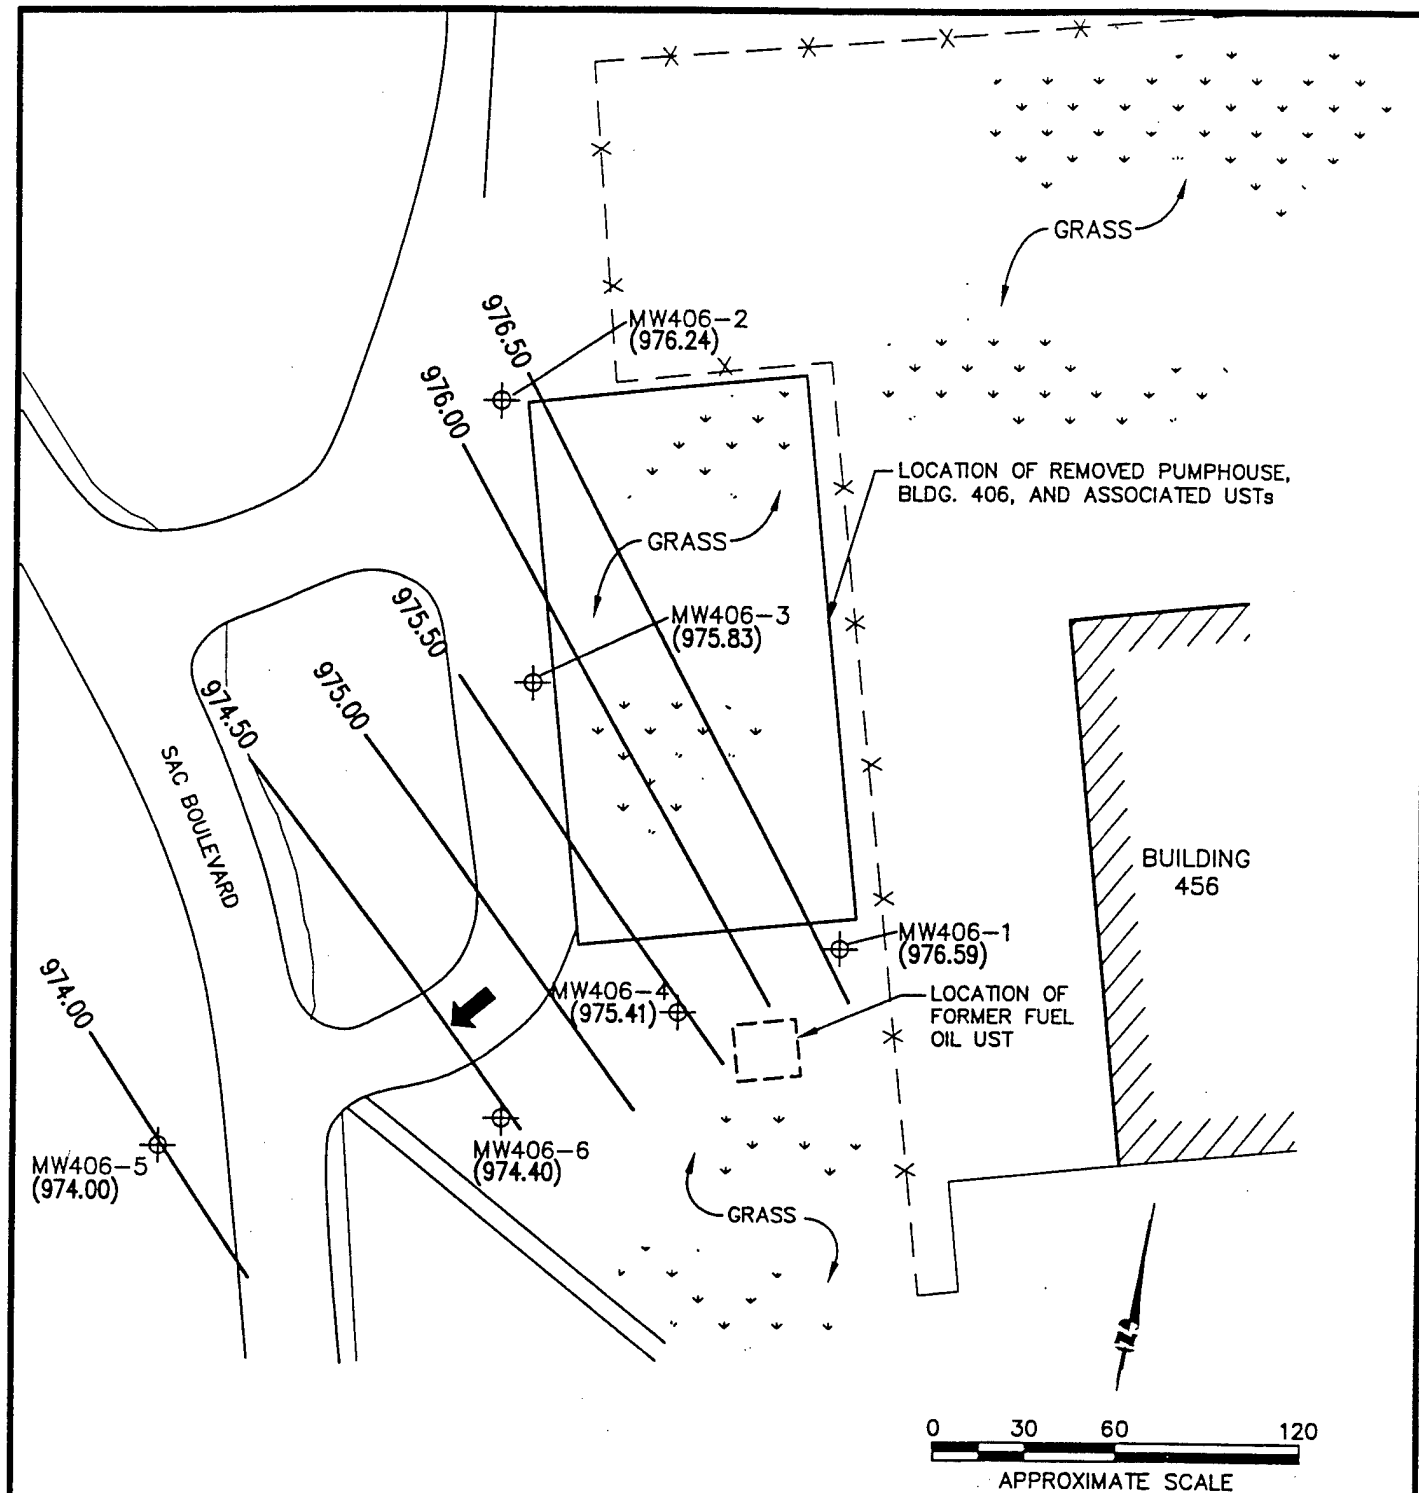 GRASS
976.50
MW406-2
(976.24)
976.00
LOCATION OF REMOVED PUMPHOUSE,
BLDG. 406, AND ASSOCIATED USTs
GRASS
975.50
MW406-3
(975.83)
975.00
974.50
SAC BOULEVARD
BUILDING
456
MW406-1
(976.59)
974.00
MW406-4
(975.41)
LOCATION OF
FORMER FUEL
OIL UST
MW406-5
(974.00)
MW406-6
(974.40)
GRASS
N
0 30 60 120
APPROXIMATE SCALE